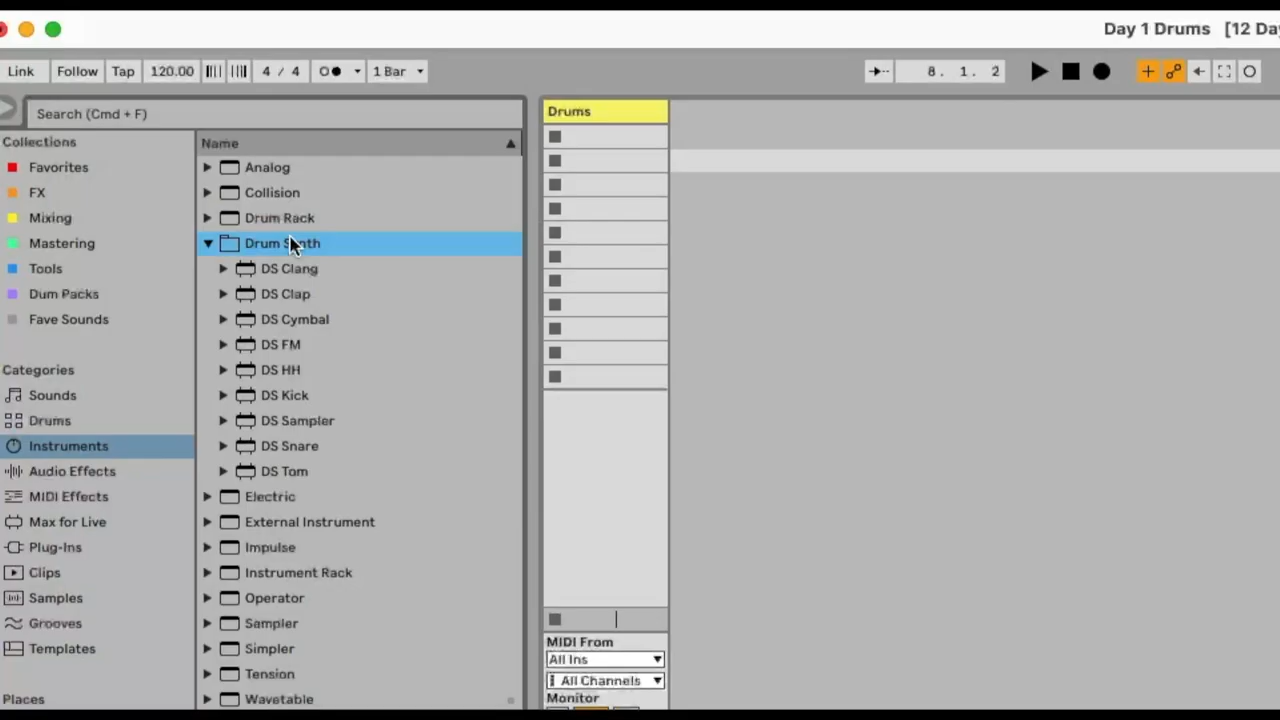 Day 1 Drums [12 Da
Link Follow Tap 120.00 4 / 4 1 Bar 8. 1. 2
Search (Cmd + F)
Collections
Favorites
FX
Mixing
Mastering
Tools
Dum Packs
Fave Sounds
Categories
Sounds
Drums
Instruments
Audio Effects
MIDI Effects
Max for Live
Plug-Ins
Clips
Samples
Grooves
Templates
Places
Name
Analog
Collision
Drum Rack
Drum Synth
DS Clang
DS Clap
DS Cymbal
DS FM
DS HH
DS Kick
DS Sampler
DS Snare
DS Tom
Electric
External Instrument
Impulse
Instrument Rack
Operator
Sampler
Simpler
Tension
Wavetable
Drums
MIDI From
All Ins
All Channels
Monitor